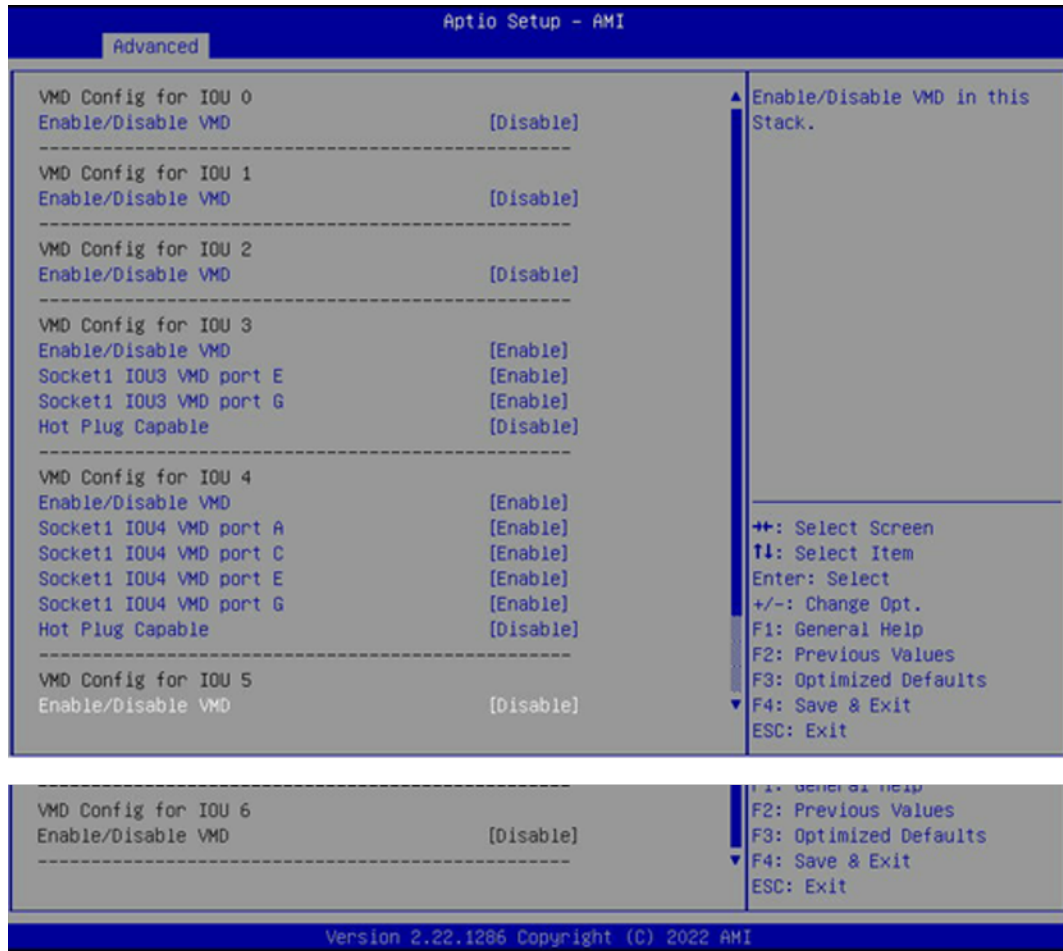 Aptio Setup - AMI
Advanced
VMD Config for IOU 0
Enable/Disable VMD [Disable]
------------------------------------------------
VMD Config for IOU 1
Enable/Disable VMD [Disable]
------------------------------------------------
VMD Config for IOU 2
Enable/Disable VMD [Disable]
------------------------------------------------
VMD Config for IOU 3
Enable/Disable VMD [Enable]
Socket1 IOU3 VMD port E [Enable]
Socket1 IOU3 VMD port G [Enable]
Hot Plug Capable [Disable]
------------------------------------------------
VMD Config for IOU 4
Enable/Disable VMD [Enable]
Socket1 IOU4 VMD port A [Enable]
Socket1 IOU4 VMD port C [Enable]
Socket1 IOU4 VMD port E [Enable]
Socket1 IOU4 VMD port G [Enable]
Hot Plug Capable [Disable]
------------------------------------------------
VMD Config for IOU 5
Enable/Disable VMD [Disable]
Enable/Disable VMD in this
Stack.
→←: Select Screen
↑↓: Select Item
Enter: Select
+/-: Change Opt.
F1: General Help
F2: Previous Values
F3: Optimized Defaults
F4: Save & Exit
ESC: Exit
------------------------------------------------
VMD Config for IOU 6
Enable/Disable VMD [Disable]
------------------------------------------------
F1: General Help
F2: Previous Values
F3: Optimized Defaults
F4: Save & Exit
ESC: Exit
Version 2.22.1286 Copyright (C) 2022 AMI